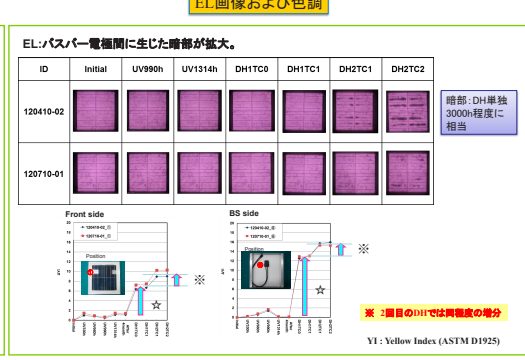 EL画像および色調
EL:バスバー電極間に生じた暗部が拡大。
ID Initial UV990h UV1314h DH1TC0 DH1TC1 DH2TC1 DH2TC2
120410-02
120710-01
暗部：DH単独
3000h程度に
相当
Front side
120410-02_①
120710-01_①
Position
※
☆
BS side
Position
※
☆
※ 2回目のDHでは同程度の増分
YI : Yellow Index (ASTM D1925)